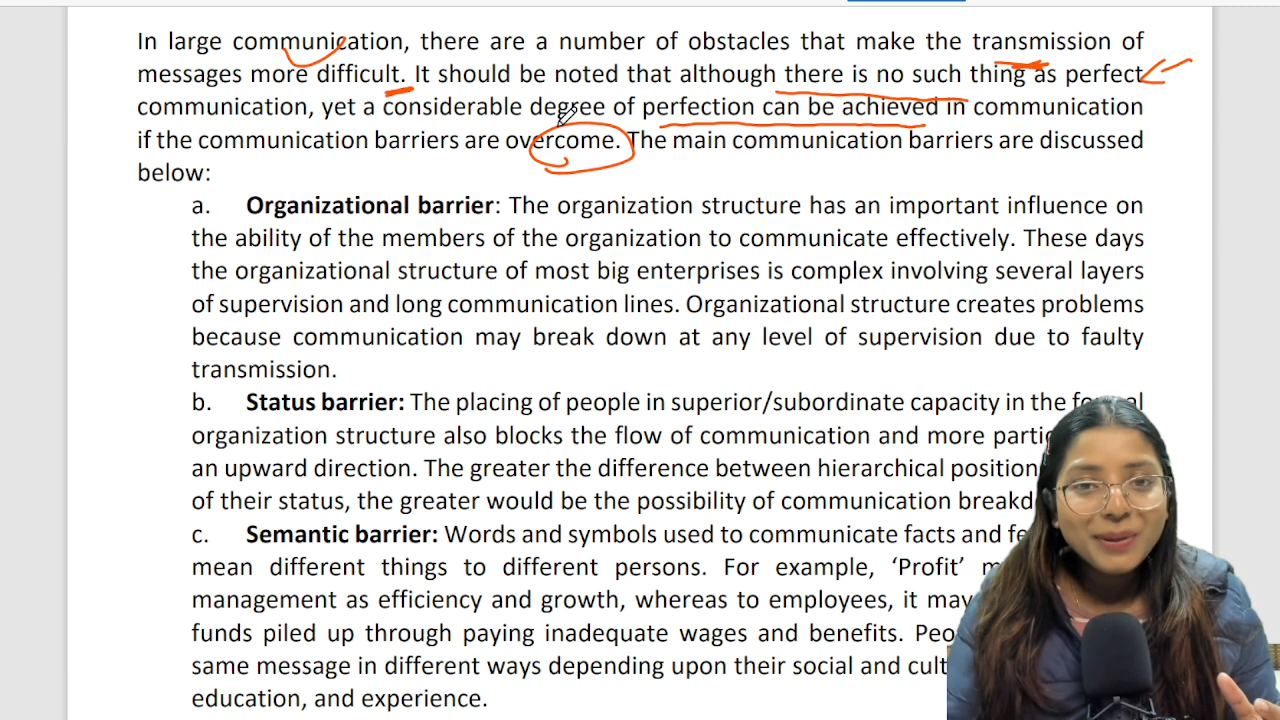 In large communication, there are a number of obstacles that make the transmission of
messages more difficult. It should be noted that although there is no such thing as perfect
communication, yet a considerable degree of perfection can be achieved in communication
if the communication barriers are overcome. The main communication barriers are discussed
below:
a. Organizational barrier: The organization structure has an important influence on
the ability of the members of the organization to communicate effectively. These days
the organizational structure of most big enterprises is complex involving several layers
of supervision and long communication lines. Organizational structure creates problems
because communication may break down at any level of supervision due to faulty
transmission.
b. Status barrier: The placing of people in superior/subordinate capacity in the
organization structure also blocks the flow of communication and more
an upward direction. The greater the difference between hierarchical
of their status, the greater would be the possibility of communication
c. Semantic barrier: Words and symbols used to communicate facts and
mean different things to different persons. For example, ‘Profit’
management as efficiency and growth, whereas to employees, it may
funds piled up through paying inadequate wages and benefits.
same message in different ways depending upon their social and
education, and experience.